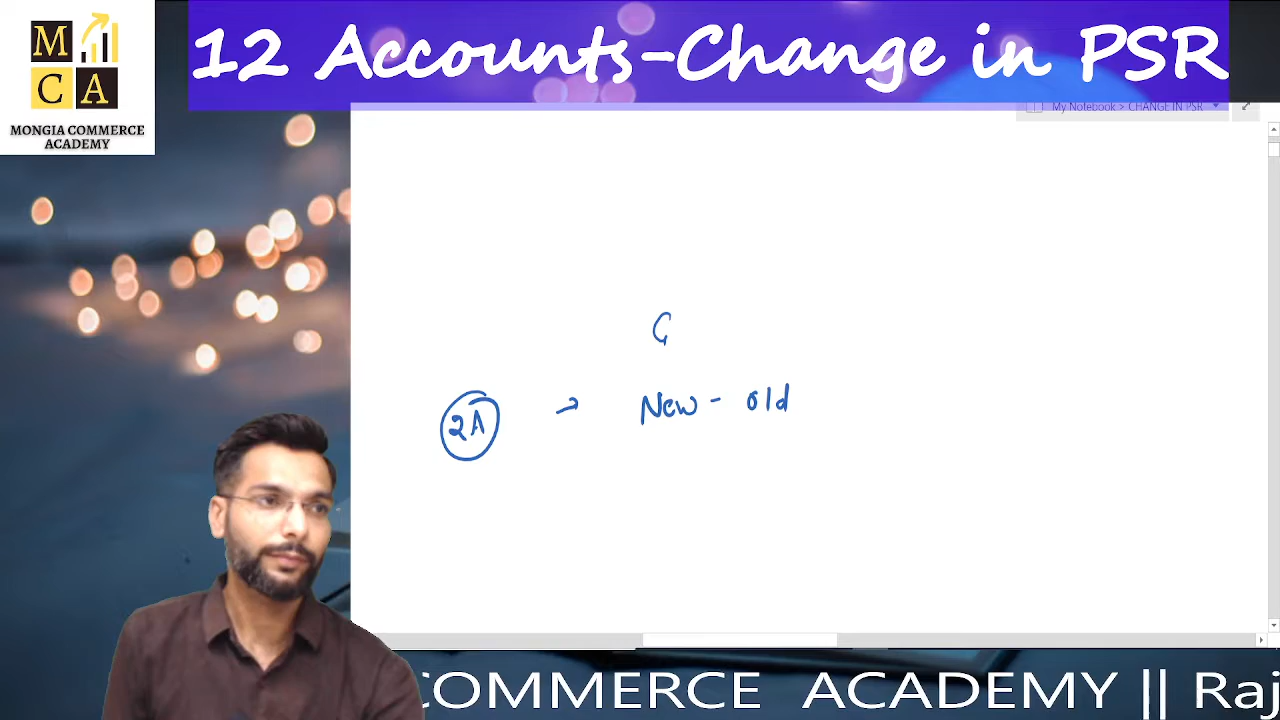 M
C A
MONGIA COMMERCE
ACADEMY
12 Accounts-Change in PSR
My Notebook > CHANGE IN PSR
G
2A → New - old
COMMERCE ACADEMY || Raj